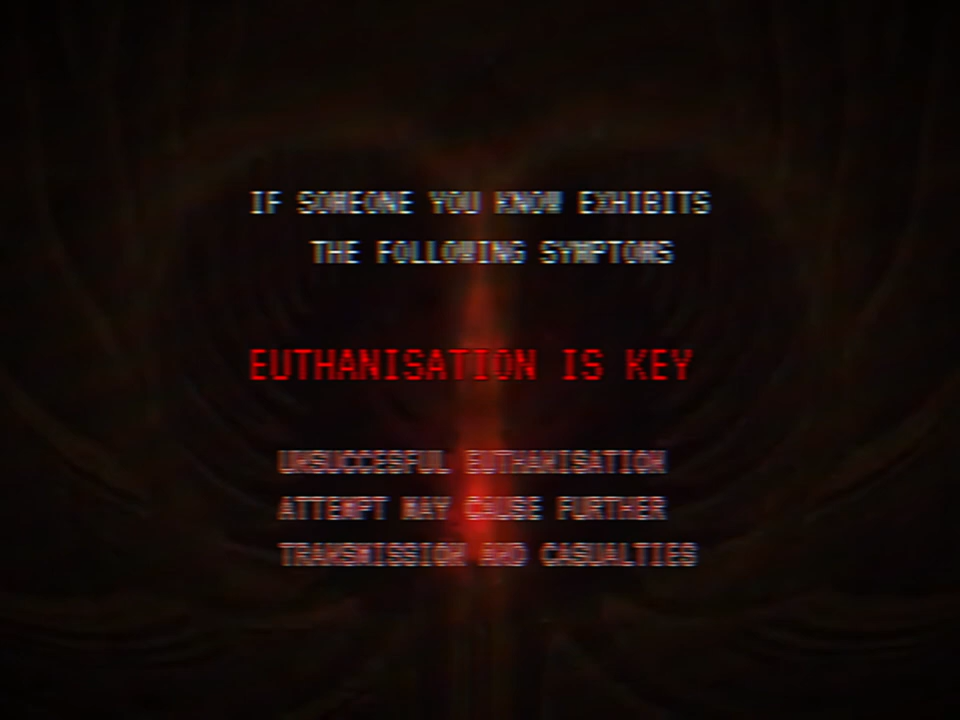 IF SOMEONE YOU KNOW EXHIBITS
THE FOLLOWING SYMPTOMS
EUTHANISATION IS KEY
UNSUCCESFUL EUTHANISATION
ATTEMPT MAY CAUSE FURTHER
TRANSMISSION AND CASUALTIES